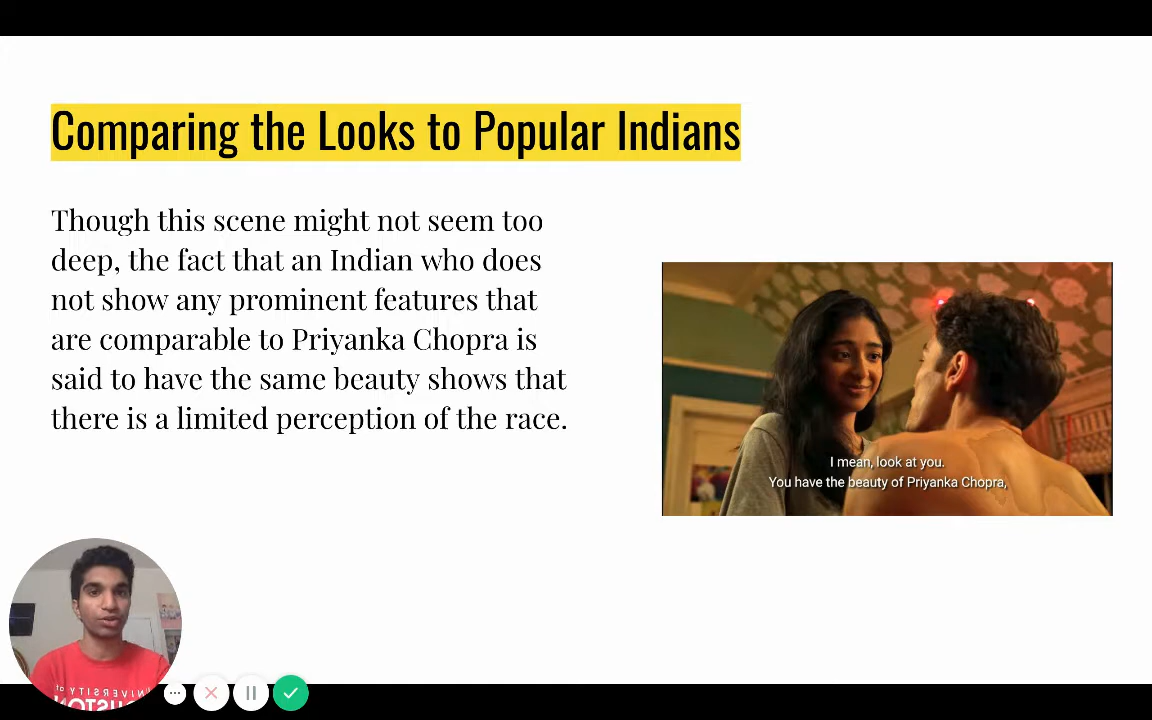 Comparing the Looks to Popular Indians
Though this scene might not seem too
deep, the fact that an Indian who does
not show any prominent features that
are comparable to Priyanka Chopra is
said to have the same beauty shows that
there is a limited perception of the race.
I mean, look at you.
You have the beauty of Priyanka Chopra,
UNIVERSITY of